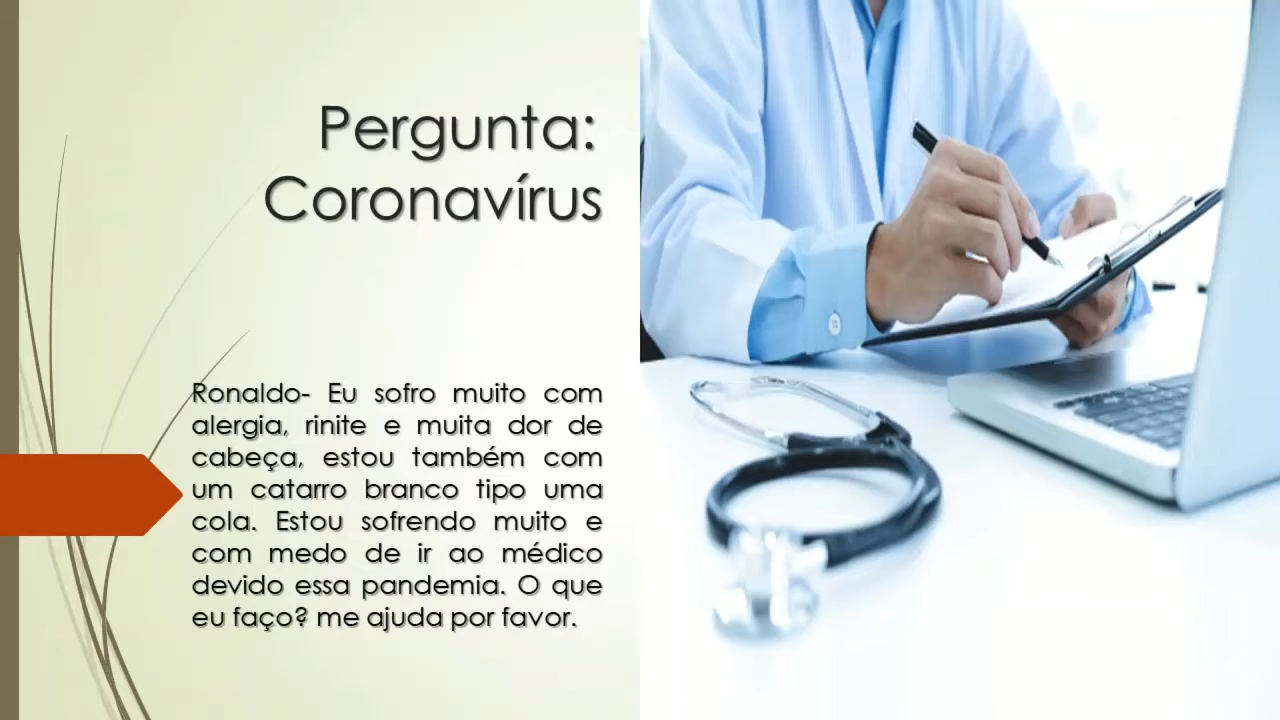 Pergunta:
Coronavírus
Ronaldo- Eu sofro muito com
alergia, rinite e muita dor de
cabeça, estou também com
um catarro branco tipo uma
cola. Estou sofrendo muito e
com medo de ir ao médico
devido essa pandemia. O que
eu faço? me ajuda por favor.